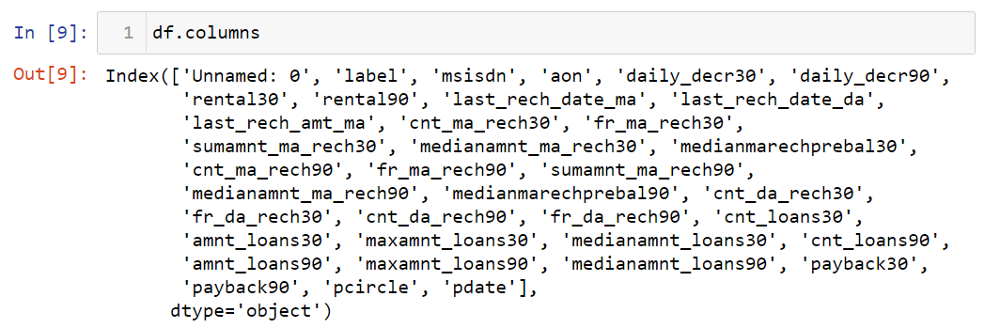 In [9]: 1 df.columns
Out[9]: Index(['Unnamed: 0', 'label', 'msisdn', 'aon', 'daily_decr30', 'daily_decr90',
'rental30', 'rental90', 'last_rech_date_ma', 'last_rech_date_da',
'last_rech_amt_ma', 'cnt_ma_rech30', 'fr_ma_rech30',
'sumamnt_ma_rech30', 'medianamnt_ma_rech30', 'medianmarechprebal30',
'cnt_ma_rech90', 'fr_ma_rech90', 'sumamnt_ma_rech90',
'medianamnt_ma_rech90', 'medianmarechprebal90', 'cnt_da_rech30',
'fr_da_rech30', 'cnt_da_rech90', 'fr_da_rech90', 'cnt_loans30',
'amnt_loans30', 'maxamnt_loans30', 'medianamnt_loans30', 'cnt_loans90',
'amnt_loans90', 'maxamnt_loans90', 'medianamnt_loans90', 'payback30',
'payback90', 'pcircle', 'pdate'],
dtype='object')